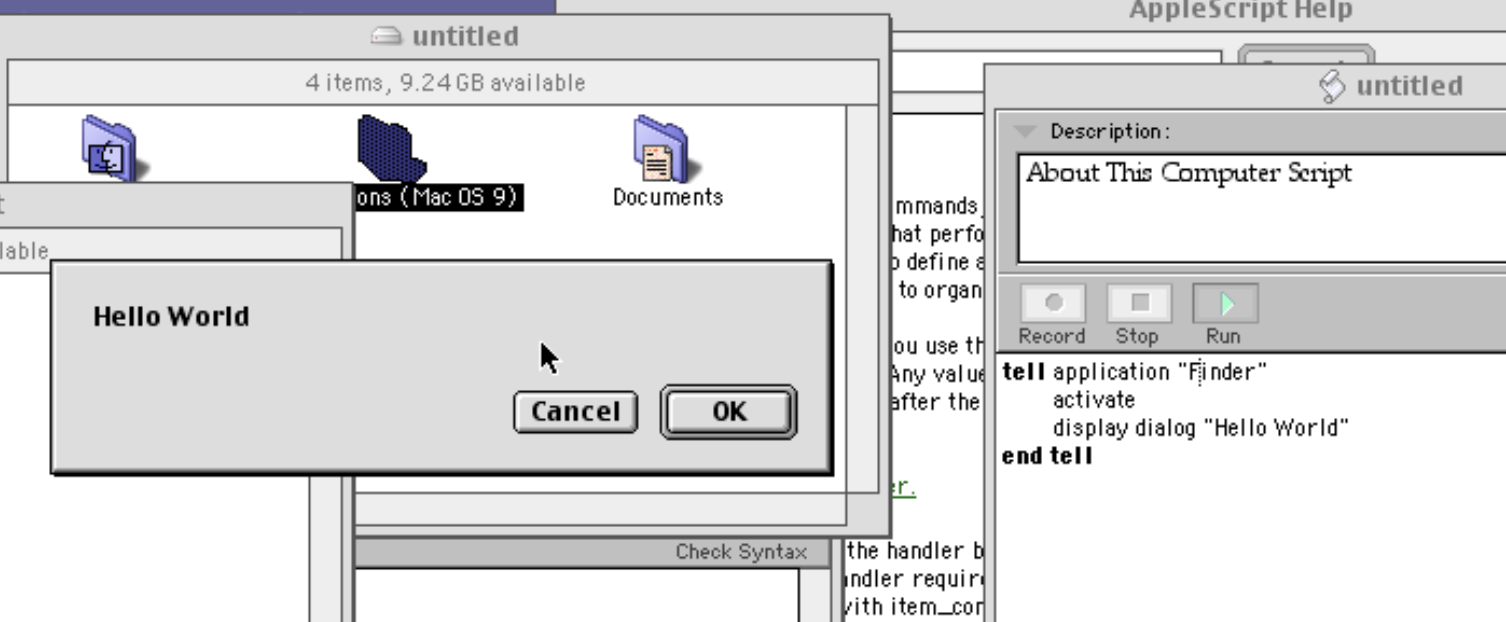 AppleScript Help
untitled
4 items, 9.24 GB available
ons (Mac OS 9)
Documents
lable
Hello World
Cancel
OK
Check Syntax
mmands,
hat perfo
o define a
to organ
ou use th
Any value
after the
er.
the handler b
ndler require
with item_cor
untitled
Description:
About This Computer Script
Record
Stop
Run
tell application "Finder"
activate
display dialog "Hello World"
end tell